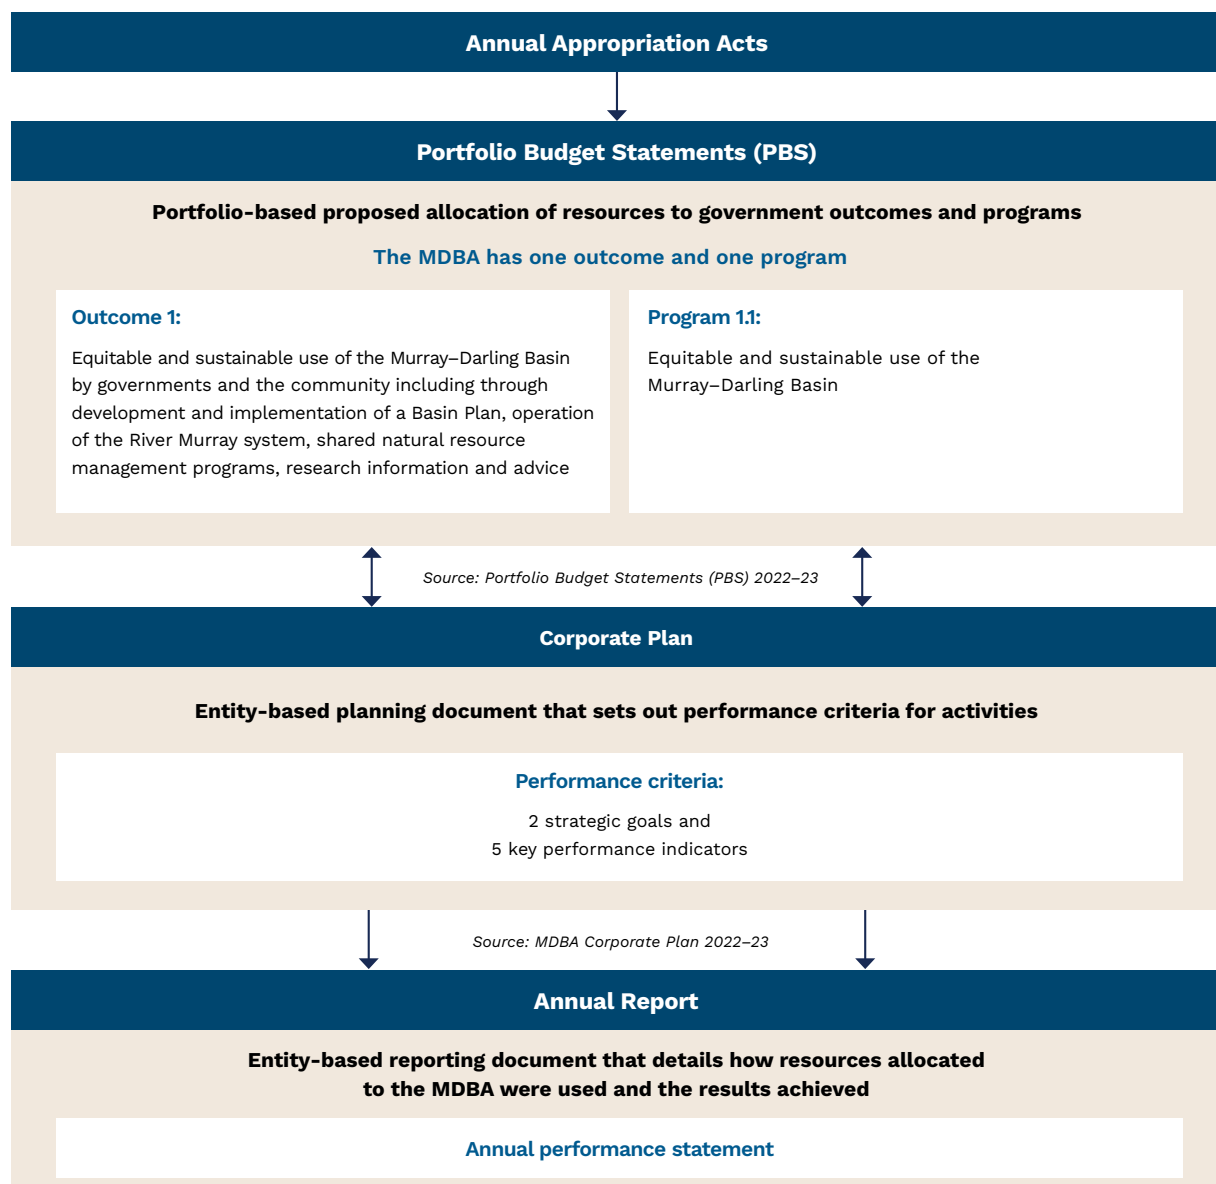 Annual Appropriation Acts
Portfolio Budget Statements (PBS)
Portfolio-based proposed allocation of resources to government outcomes and programs
The MDBA has one outcome and one program
Outcome 1:
Equitable and sustainable use of the Murray–Darling Basin
by governments and the community including through
development and implementation of a Basin Plan, operation
of the River Murray system, shared natural resource
management programs, research information and advice
Program 1.1:
Equitable and sustainable use of the
Murray–Darling Basin
Source: Portfolio Budget Statements (PBS) 2022–23
Corporate Plan
Entity-based planning document that sets out performance criteria for activities
Performance criteria:
2 strategic goals and
5 key performance indicators
Source: MDBA Corporate Plan 2022–23
Annual Report
Entity-based reporting document that details how resources allocated
to the MDBA were used and the results achieved
Annual performance statement